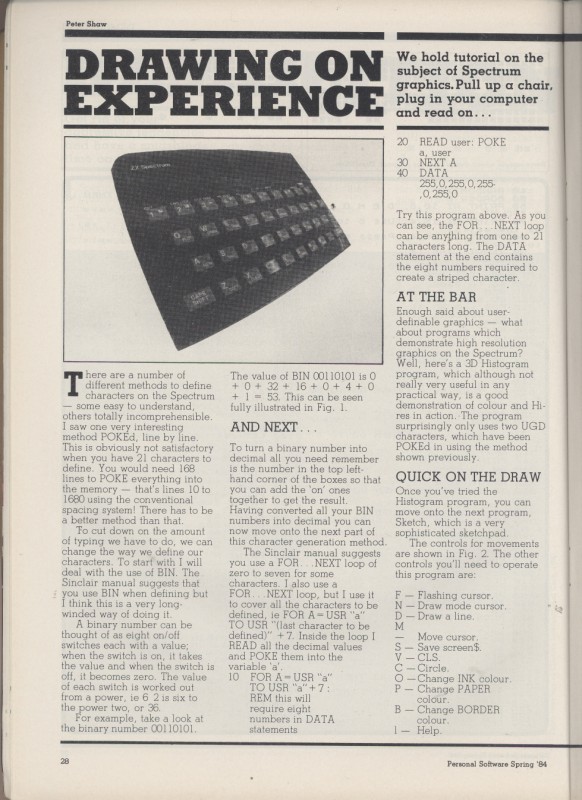 Peter Shaw
DRAWING ON
EXPERIENCE
We hold tutorial on the
subject of Spectrum
graphics. Pull up a chair,
plug in your computer
and read on...
There are a number of
different methods to define
characters on the Spectrum
— some easy to understand,
others totally incomprehensible.
I saw one very interesting
method POKEd, line by line.
This is obviously not satisfactory
when you have 21 characters to
define. You would need 168
lines to POKE everything into
the memory — that's lines 10 to
1680 using the conventional
spacing system! There has to be
a better method than that.
To cut down on the amount
of typing we have to do, we can
change the way we define our
characters. To start with I will
deal with the use of BIN. The
Sinclair manual suggests that
you use BIN when defining but
I think this is a very long-
winded way of doing it.
A binary number can be
thought of as eight on/off
switches each with a value;
when the switch is on, it takes
the value and when the switch is
off, it becomes zero. The value
of each switch is worked out
from a power, ie 6 2 is six to
the power two, or 36.
For example, take a look at
the binary number 00110101.
The value of BIN 00110101 is 0
+ 0 + 32 + 16 + 0 + 4 + 0
+ 1 = 53. This can be seen
fully illustrated in Fig. 1.
AND NEXT...
To turn a binary number into
decimal all you need remember
is the number in the top left-
hand corner of the boxes so that
you can add the 'on' ones
together to get the result.
Having converted all your BIN
numbers into decimal you can
now move onto the next part of
this character generation method.
The Sinclair manual suggests
you use a FOR...NEXT loop of
zero to seven for some
characters. I also use a
FOR...NEXT loop, but I use it
to cover all the characters to be
defined, ie FOR A=USR "a"
TO USR "(last character to be
defined)" +7. Inside the loop I
READ all the decimal values
and POKE them into the
variable 'a'.
10 FOR A=USR "a"
TO USR "a"+7 :
REM this will
require eight
numbers in DATA
statements
20 READ user: POKE
a, user
30 NEXT A
40 DATA
255,0,255,0,255-
,0,255,0
Try this program above. As you
can see, the FOR...NEXT loop
can be anything from one to 21
characters long. The DATA
statement at the end contains
the eight numbers required to
create a striped character.
AT THE BAR
Enough said about user-
definable graphics — what
about programs which
demonstrate high resolution
graphics on the Spectrum?
Well, here's a 3D Histogram
program, which although not
really very useful in any
practical way, is a good
demonstration of colour and Hi-
res in action. The program
surprisingly only uses two UGD
characters, which have been
POKEd in using the method
shown previously.
QUICK ON THE DRAW
Once you've tried the
Histogram program, you can
move onto the next program,
Sketch, which is a very
sophisticated sketchpad.
The controls for movements
are shown in Fig. 2. The other
controls you'll need to operate
this program are:
F — Flashing cursor.
N — Draw mode cursor.
D — Draw a line.
M
— Move cursor.
S — Save screen$.
V — CLS.
C — Circle.
O — Change INK colour.
P — Change PAPER
colour.
B — Change BORDER
colour.
1 — Help.
28
Personal Software Spring '84